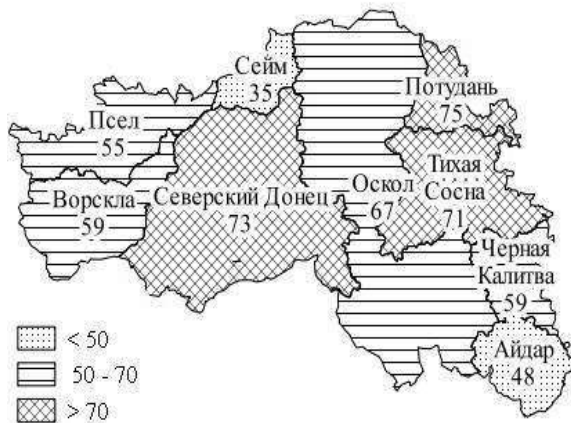 Сейм
35
Потудань
75
Псел
55
Тихая
Сосна
71
Ворскла
59
Северский Донец
73
Оскол
67
Черная
Калитва
59
Айдар
48
< 50
50 - 70
> 70